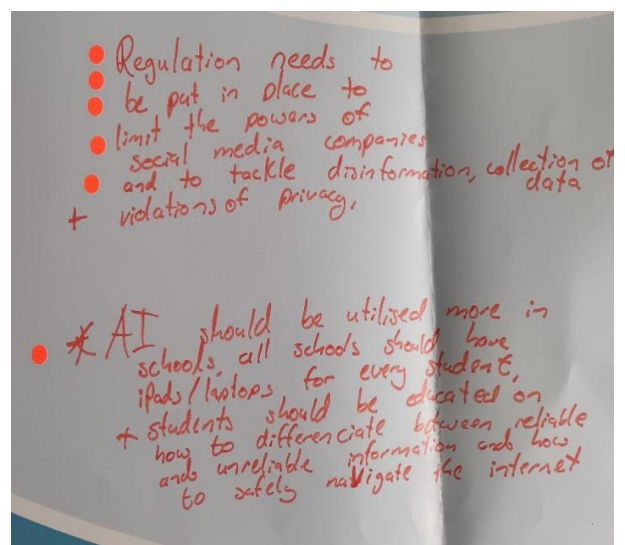 Regulation needs to
be put in place to
limit the powers of
social media companies
and to tackle disinformation, collection of
data
+ violations of privacy.
* AI should be utilised more in
schools, all schools should have
iPads/laptops for every student,
+ students should be educated on
how to differenciate between reliable
and unreliable information and how
to safely navigate the internet